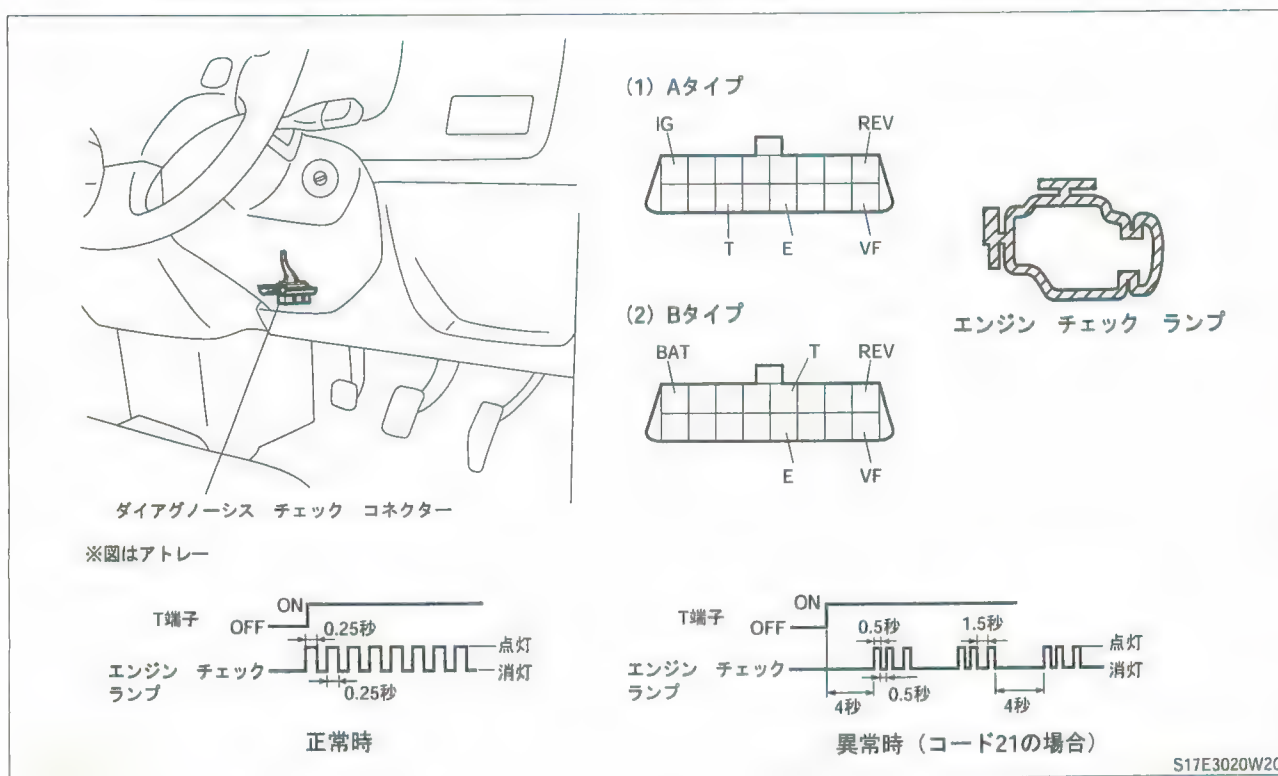 (1) Aタイプ
IG REV
T E VF
(2) Bタイプ
BAT T REV
E VF
エンジン チェック ランプ
ダイアグノーシス チェック コネクター
※図はアトレー
T端子
ON
OFF
0.25秒
点灯
エンジン チェック
ランプ
消灯
0.25秒
正常時
T端子
ON
OFF
0.5秒
1.5秒
点灯
エンジン チェック
ランプ
消灯
0.5秒
4秒
4秒
異常時（コード21の場合）
S17E3020W20